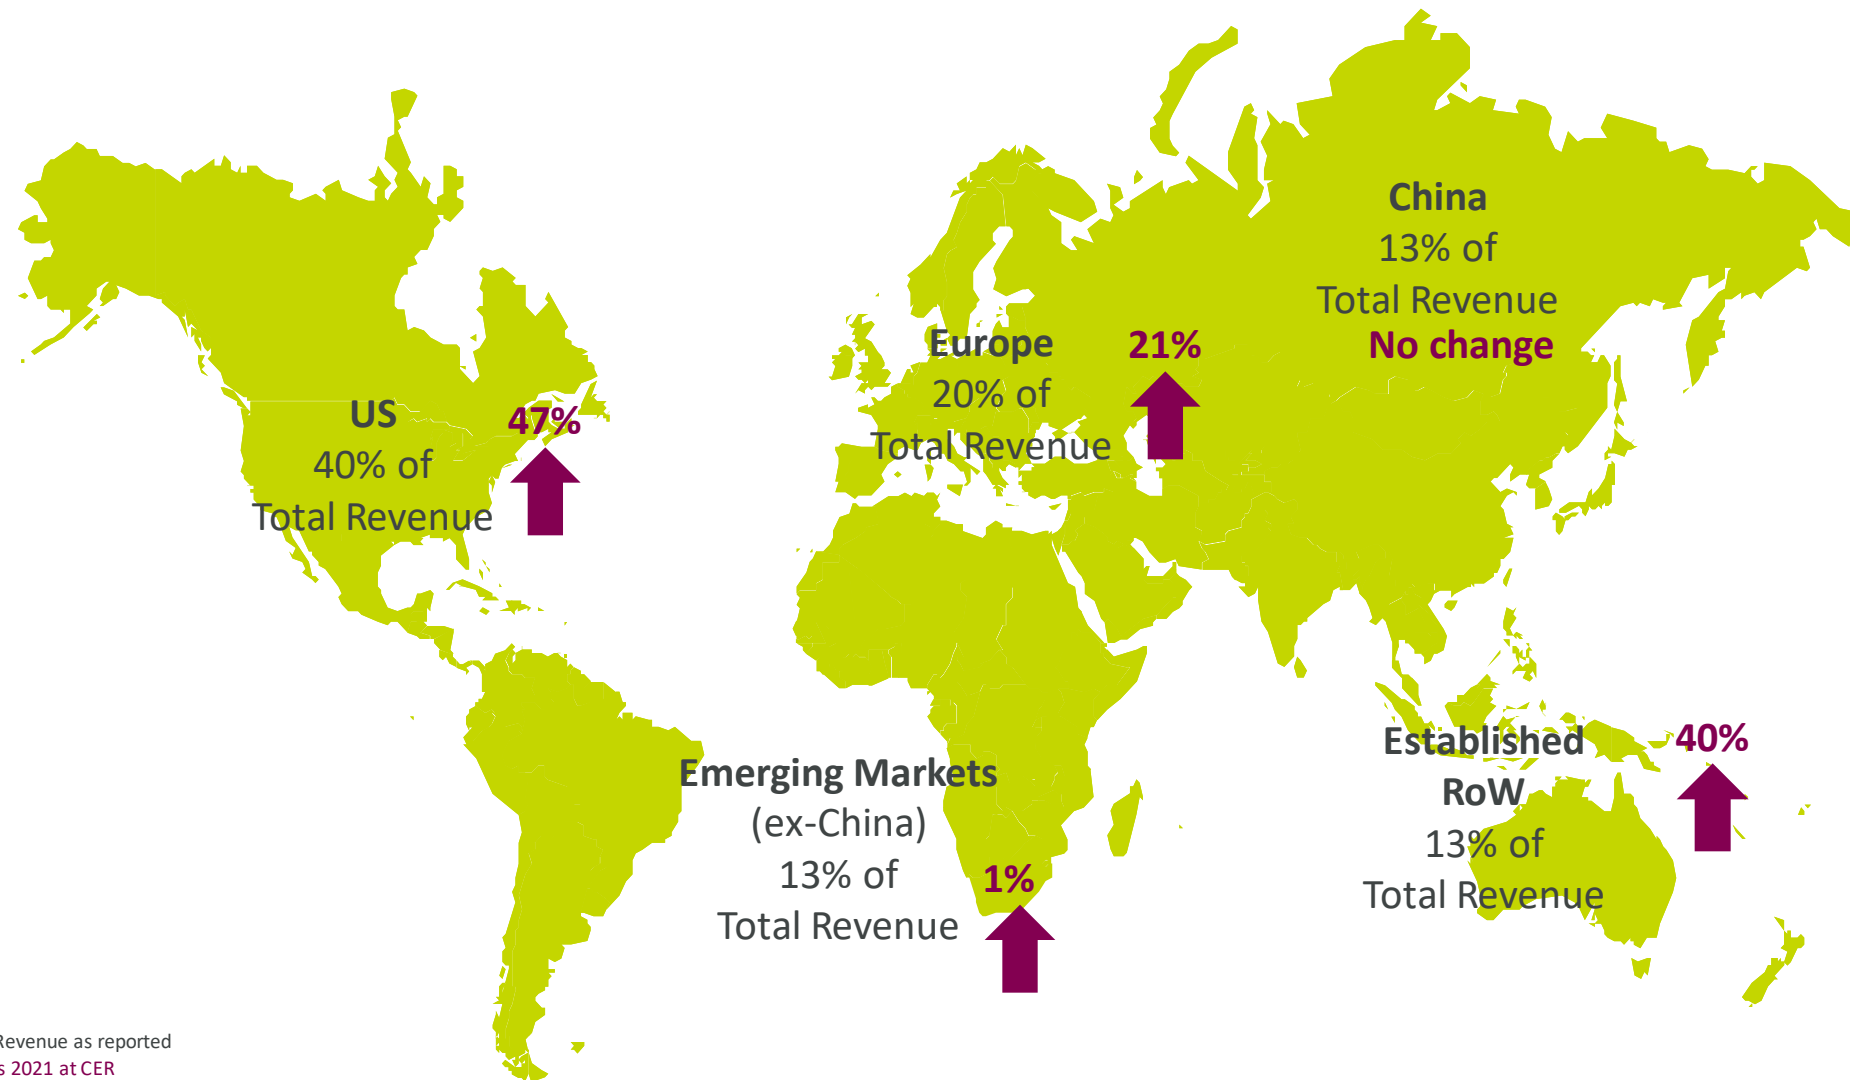 China
13% of
Total Revenue
No change
Europe
20% of
Total Revenue
21%
US
40% of
Total Revenue
47%
Emerging Markets
(ex-China)
13% of
Total Revenue
1%
Established
RoW
13% of
Total Revenue
40%
Revenue as reported
2021 at CER